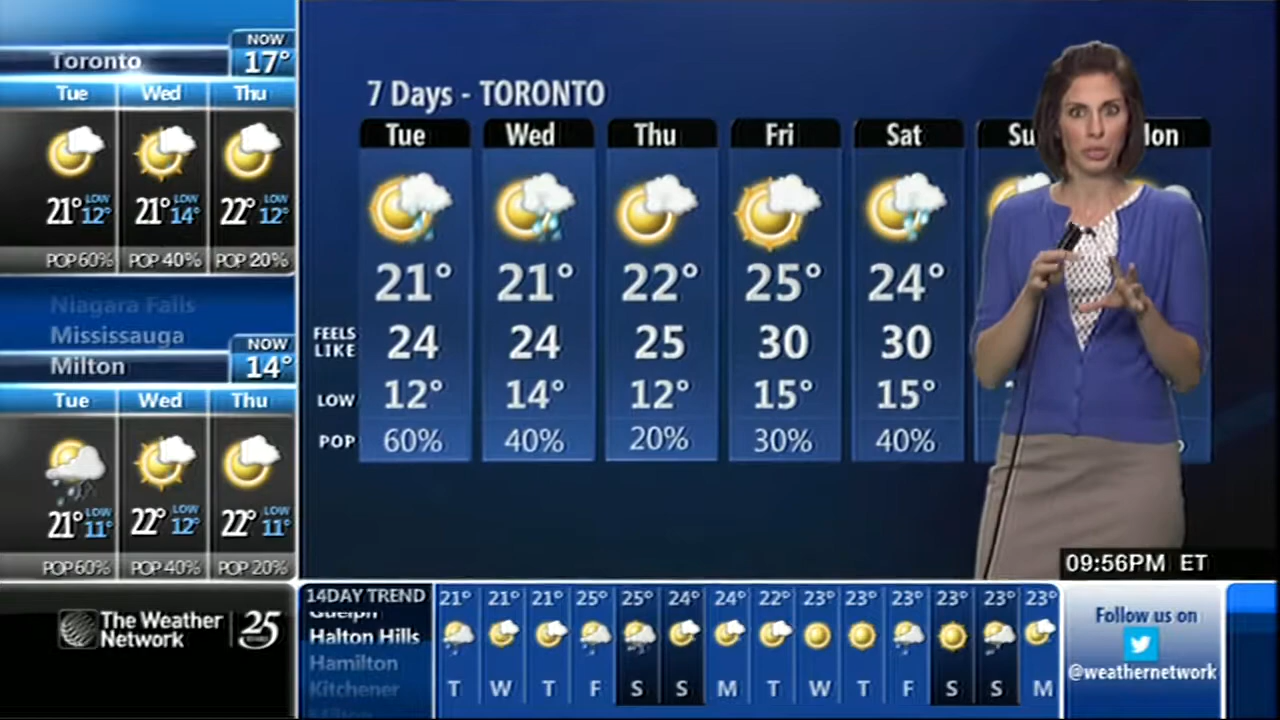 Toronto
NOW
17°
Tue Wed Thu
21° LOW 12° 21° LOW 14° 22° LOW 12°
POP 60% POP 40% POP 20%
Niagara Falls
Mississauga
Milton
NOW
14°
Tue Wed Thu
21° LOW 11° 22° LOW 12° 22° LOW 11°
POP 60% POP 40% POP 20%
The Weather
Network
25
7 Days - TORONTO
Tue Wed Thu Fri Sat Su on
21° 21° 22° 25° 24°
FEELS
LIKE
24 24 25 30 30
LOW 12° 14° 12° 15° 15°
POP 60% 40% 20% 30% 40%
09:56PM ET
14DAY TREND
Guelph
Halton Hills
Hamilton
Kitchener
Milton
21° 21° 21° 25° 25° 24° 24° 22° 23° 23° 23° 23° 23° 23°
T W T F S S M T W T F S S M
Follow us on
@weathernetwork